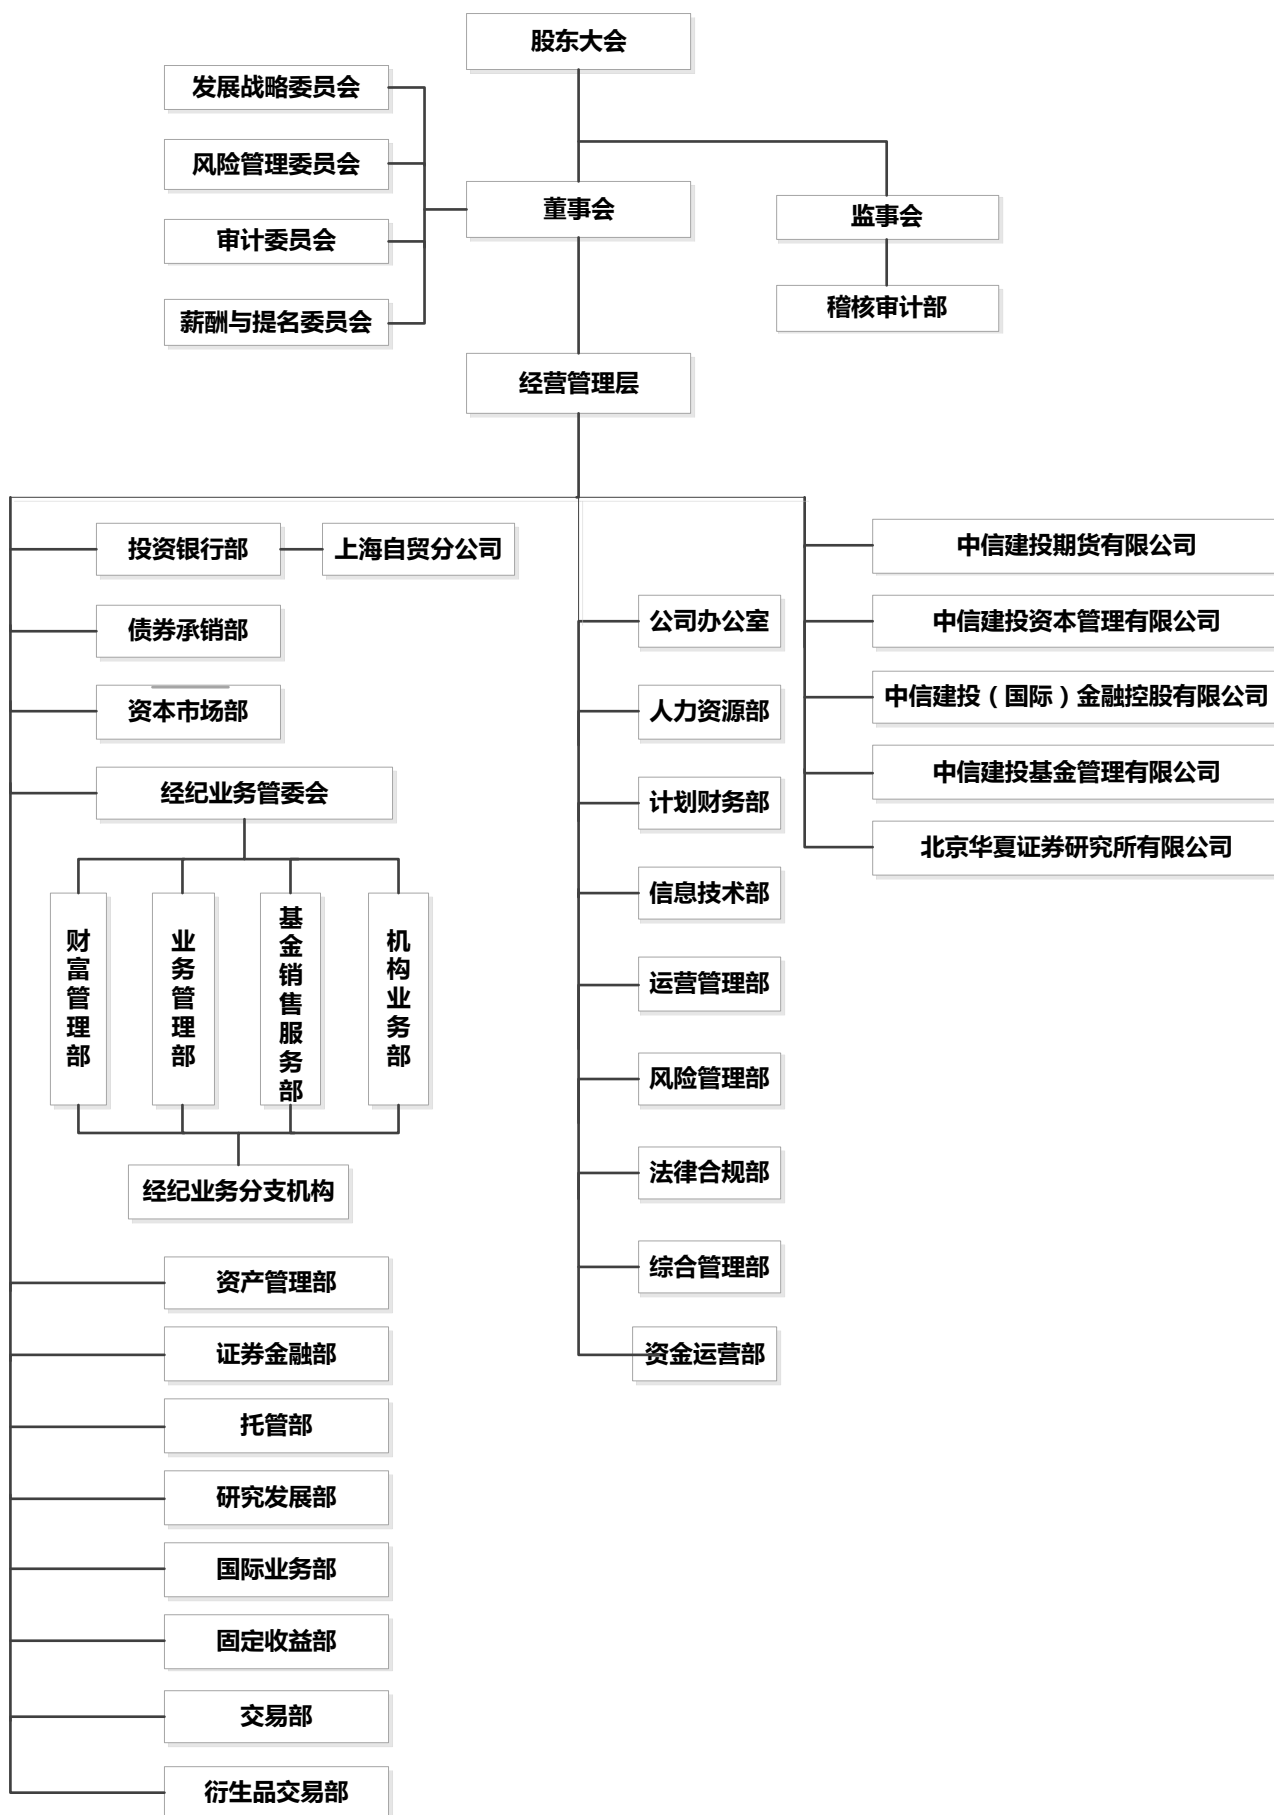 股东大会
发展战略委员会
风险管理委员会
董事会
监事会
审计委员会
稽核审计部
薪酬与提名委员会
经营管理层
投资银行部
上海自贸分公司
债券承销部
资本市场部
经纪业务管委会
财富管理部
业务管理部
基金销售服务部
机构业务部
经纪业务分支机构
资产管理部
证券金融部
托管部
研究发展部
国际业务部
固定收益部
交易部
衍生品交易部
公司办公室
人力资源部
计划财务部
信息技术部
运营管理部
风险管理部
法律合规部
综合管理部
资金运营部
中信建投期货有限公司
中信建投资本管理有限公司
中信建投（国际）金融控股有限公司
中信建投基金管理有限公司
北京华夏证券研究所有限公司